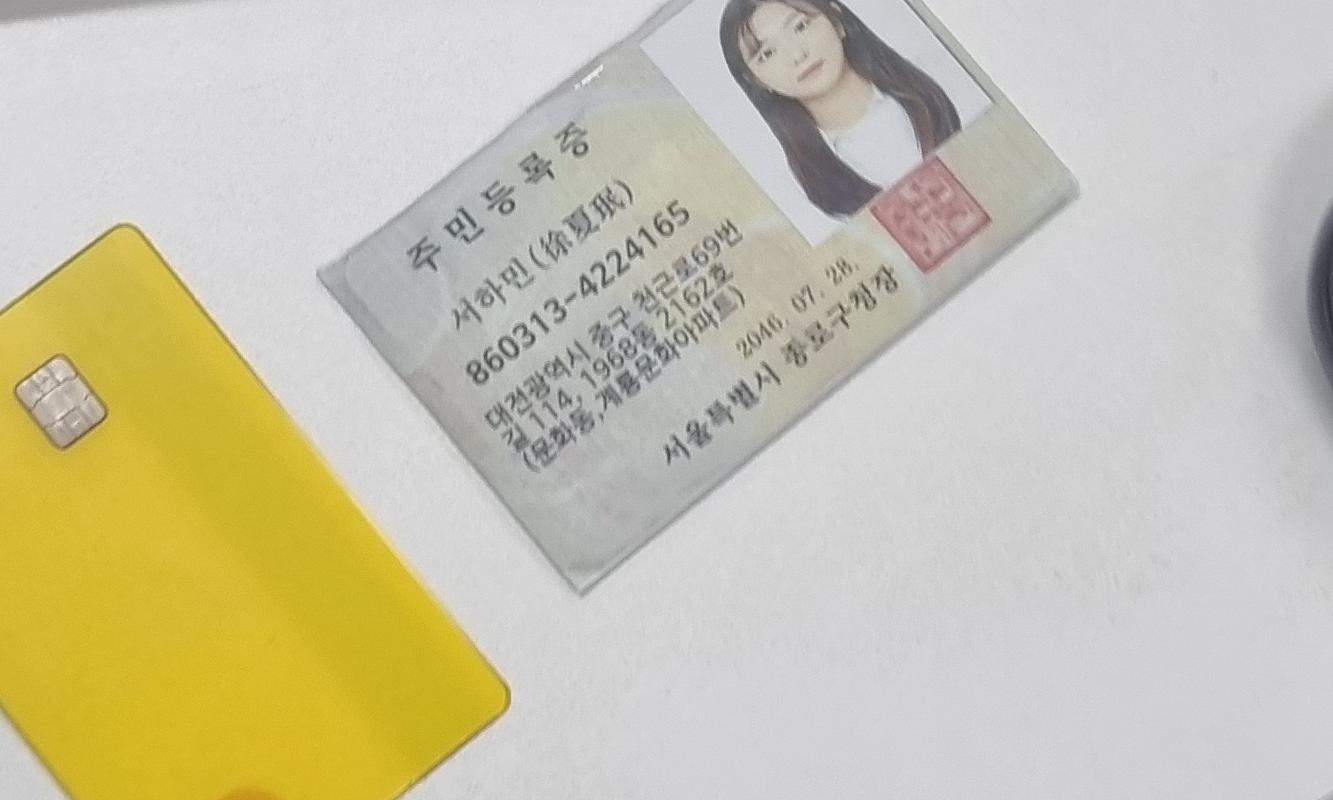 주민등록증
서하민(徐夏珉)
860313-4224165
대전광역시 중구 천근로69번
길 114, 1968동 2162호
(문화동,계룡문화아파트)
2046. 07. 28.
서울특별시 종로구청장